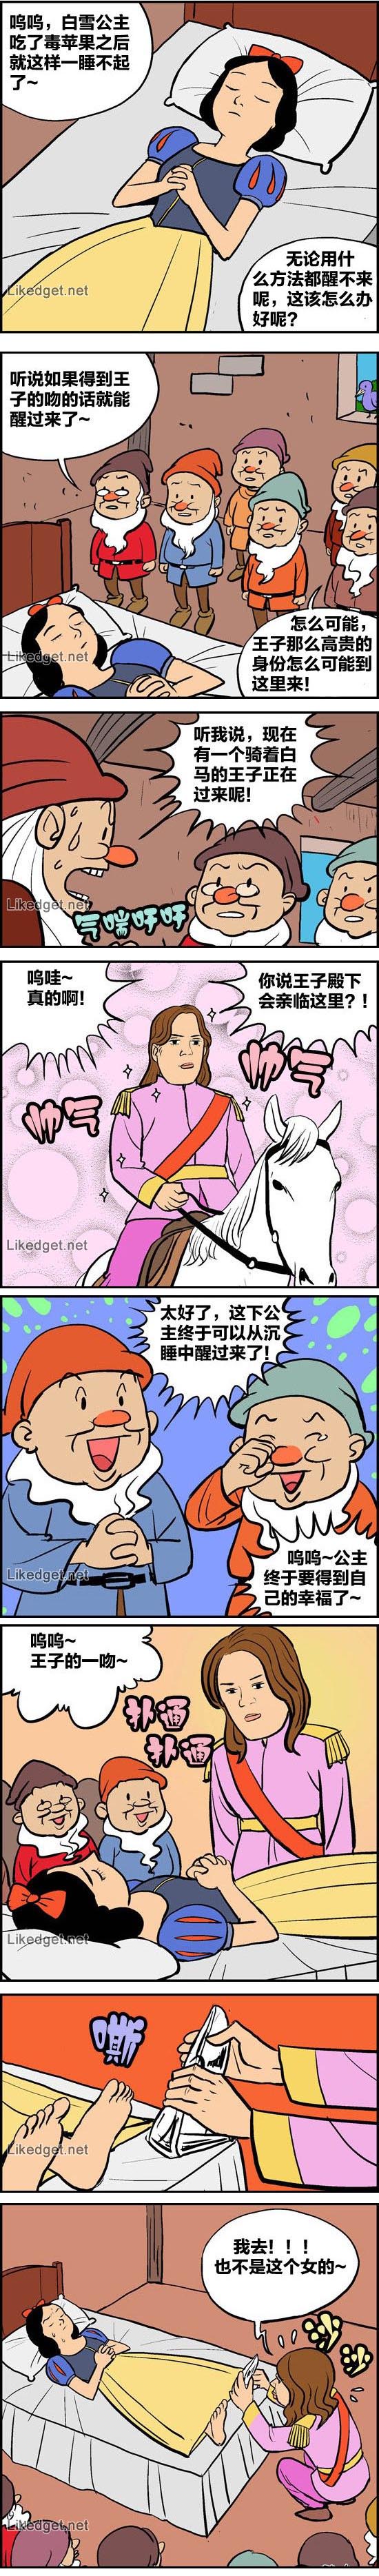 呜呜，白雪公主
吃了毒苹果之后
就这样一睡不起
了~
Likedget.net
无论用什
么方法都醒不来
呢，这该怎么办
好呢？
听说如果得到王
子的吻的话就能
醒过来了~
Likedget.net
怎么可能，
王子那么高贵的
身份怎么可能到
这里来！
听我说，现在
有一个骑着白
马的王子正在
过来呢！
Likedget.net
气喘吁吁
呜哇~
真的啊！
你说王子殿下
会亲临这里？！
帅气
帅气
Likedget.net
太好了，这下公
主终于可以从沉
睡中醒过来了！
Likedget.net
呜呜~公主
终于要得到自
己的幸福了~
呜呜~
王子的一吻~
扑通
扑通
Likedget.net
嘶
Likedget.net
我去！！！
也不是这个女的~
沙沙
Likedget.net